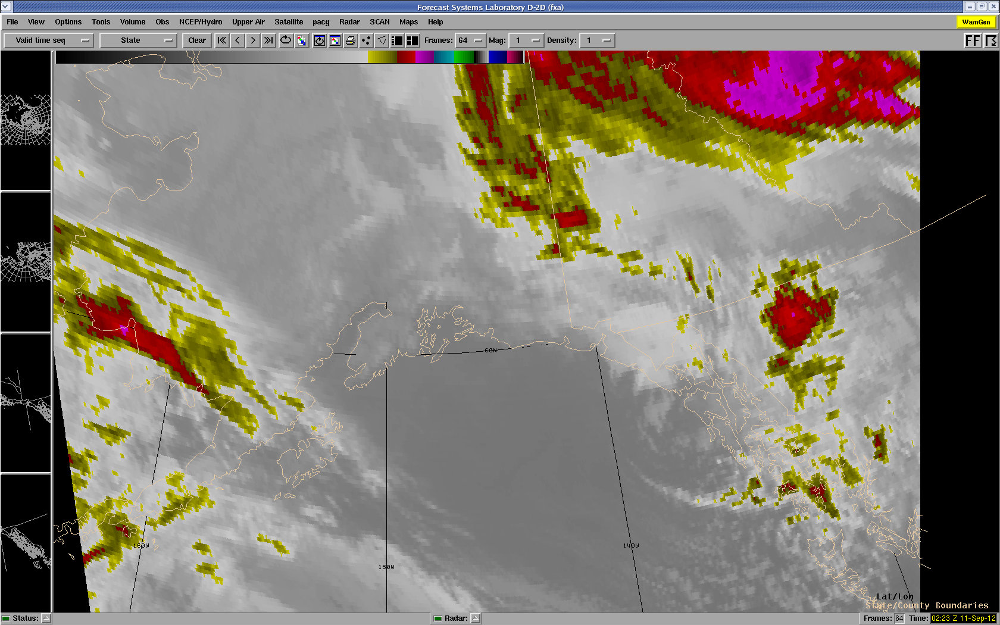 Forecast Systems Laboratory D-2D (fxa)
File View Options Tools Volume Obs NCEP/Hydro Upper Air Satellite pacg Radar SCAN Maps Help WarnGen
Valid time seq State Clear Frames: 64 Mag: 1 Density: 1 FF
60N
160W 140W
150W
Lat/Lon
State/County Boundaries
Status: Radar: Frames: 64 Time: 02:23 Z 11-Sep-12